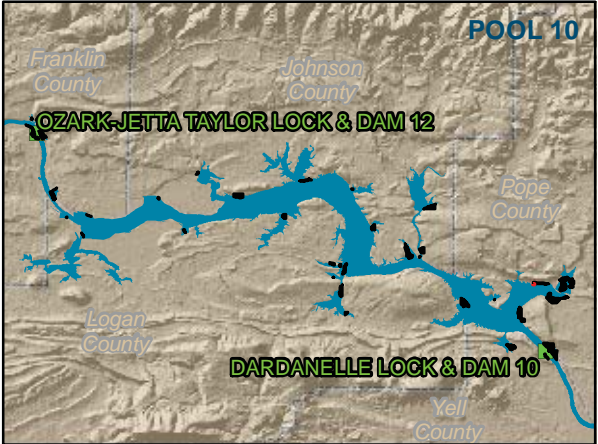 POOL 10
Franklin
County
Johnson
County
OZARK-JETTA TAYLOR LOCK & DAM 12
Pope
County
Logan
County
DARDANELLE LOCK & DAM 10
Yell
County